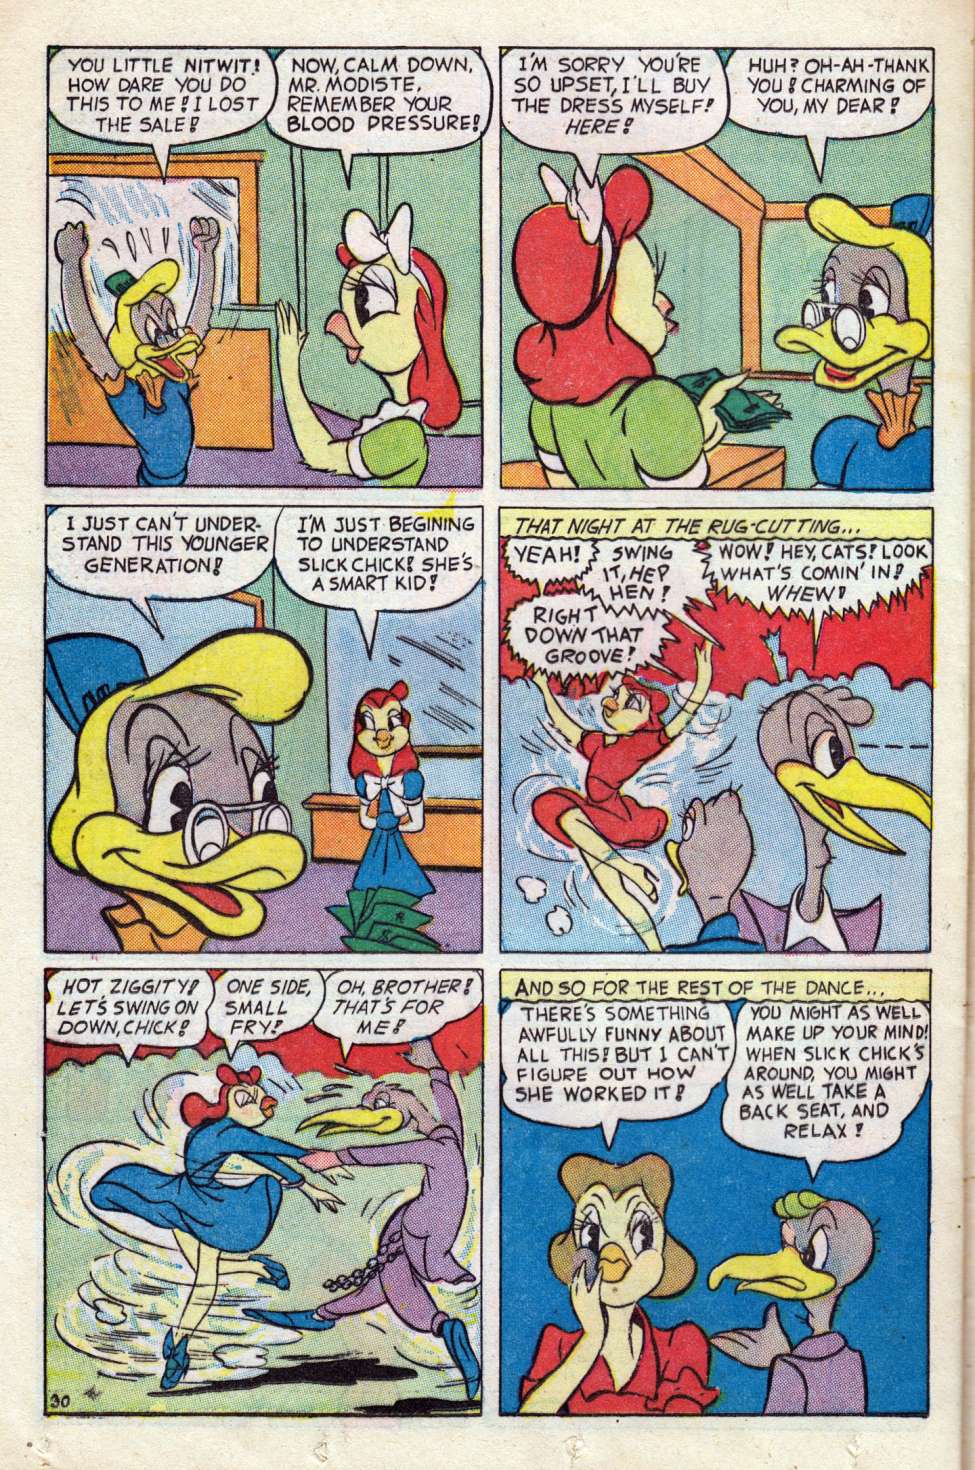 YOU LITTLE NITWIT!
HOW DARE YOU DO
THIS TO ME! I LOST
THE SALE!
NOW, CALM DOWN,
MR. MODISTE,
REMEMBER YOUR
BLOOD PRESSURE!
I'M SORRY YOU'RE
SO UPSET, I'LL BUY
THE DRESS MYSELF!
HERE!
HUH? OH-AH-THANK
YOU! CHARMING OF
YOU, MY DEAR!
I JUST CAN'T UNDER-
STAND THIS YOUNGER
GENERATION!
I'M JUST BEGINING
TO UNDERSTAND
SLICK CHICK! SHE'S
A SMART KID!
THAT NIGHT AT THE RUG-CUTTING...
YEAH!
SWING
IT, HEP
HEN!
RIGHT
DOWN THAT
GROOVE!
WOW! HEY, CATS! LOOK
WHAT'S COMIN' IN!
WHEW!
HOT ZIGGITY!
LET'S SWING ON
DOWN, CHICK!
ONE SIDE,
SMALL
FRY!
OH, BROTHER!
THAT'S FOR
ME!
30
AND SO FOR THE REST OF THE DANCE...
THERE'S SOMETHING
AWFULLY FUNNY ABOUT
ALL THIS! BUT I CAN'T
FIGURE OUT HOW
SHE WORKED IT!
YOU MIGHT AS WELL
MAKE UP YOUR MIND!
WHEN SLICK CHICK'S
AROUND, YOU MIGHT
AS WELL TAKE A
BACK SEAT, AND
RELAX!